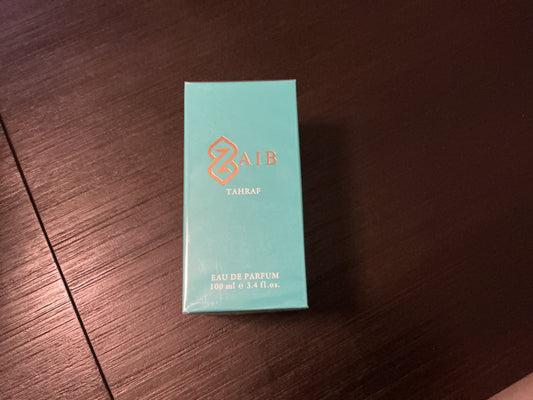 ZAIB
TAHRAF
EAU DE PARFUM
100 ml e 3.4 fl.oz.